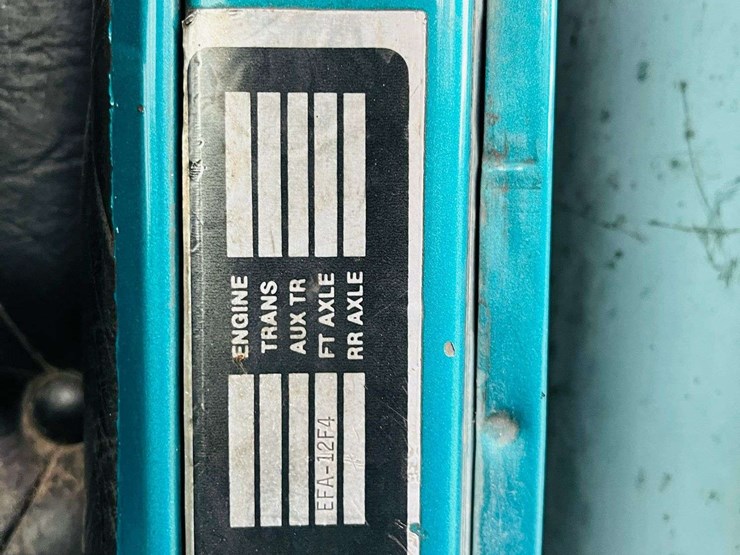 ENGINE
TRANS
AUX TR
FT AXLE EFA-12F4
RR AXLE